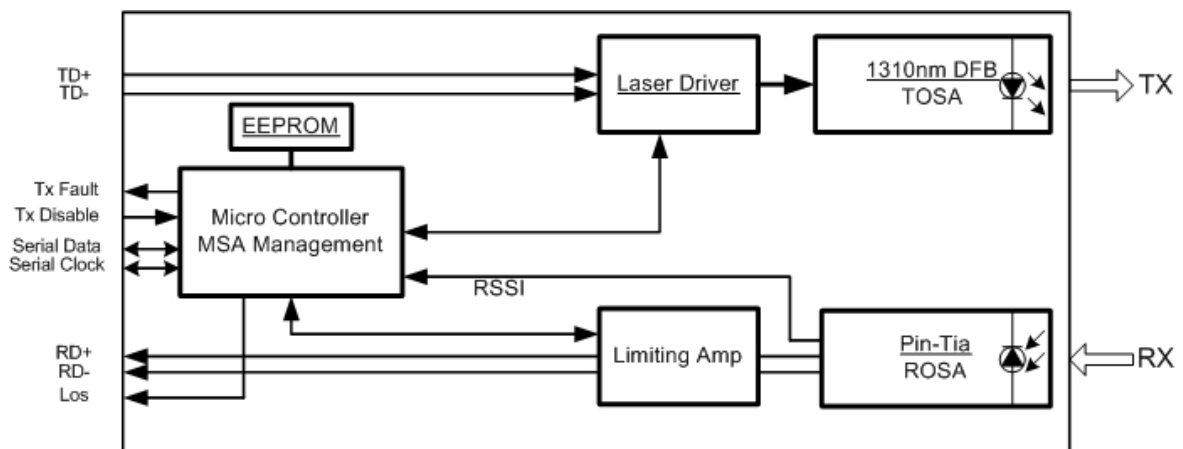 TD+
TD-
Laser Driver
1310nm DFB
TOSA
TX
EEPROM
Tx Fault
Tx Disable
Serial Data
Serial Clock
Micro Controller
MSA Management
RSSI
RD+
RD-
Los
Limiting Amp
Pin-Tia
ROSA
RX